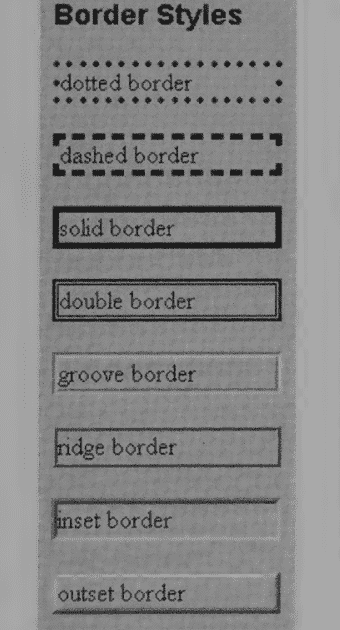 Border Styles
dotted border
dashed border
solid border
double border
groove border
ridge border
inset border
outset border